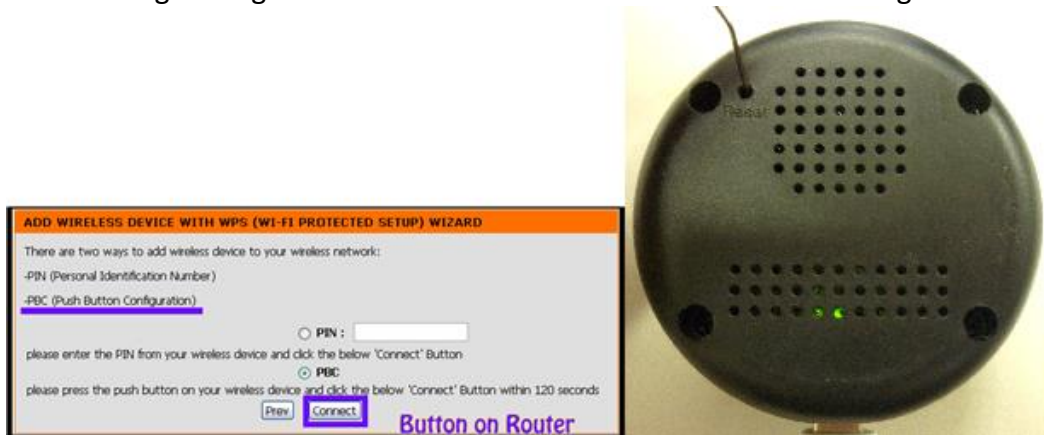 ADD WIRELESS DEVICE WITH WPS (WI-FI PROTECTED SETUP) WIZARD
There are two ways to add wireless device to your wireless network:
-PIN (Personal Identification Number)
-PBC (Push Button Configuration)
PIN :
please enter the PIN from your wireless device and click the below 'Connect' Button
PBC
please press the push button on your wireless device and click the below 'Connect' Button within 120 seconds
Prev Connect
Button on Router
Reset